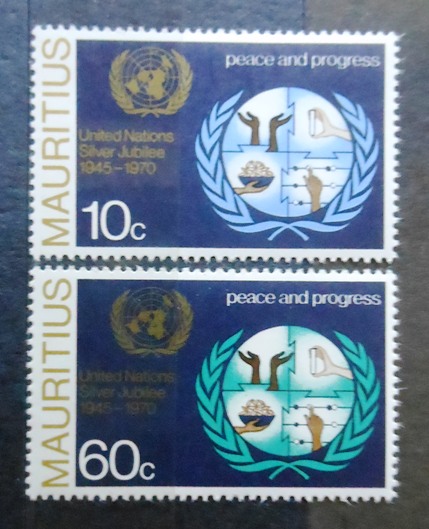 MAURITIUS
peace and progress
United Nations
Silver Jubilee
1945-1970
10c
MAURITIUS
peace and progress
United Nations
Silver Jubilee
1945-1970
60c